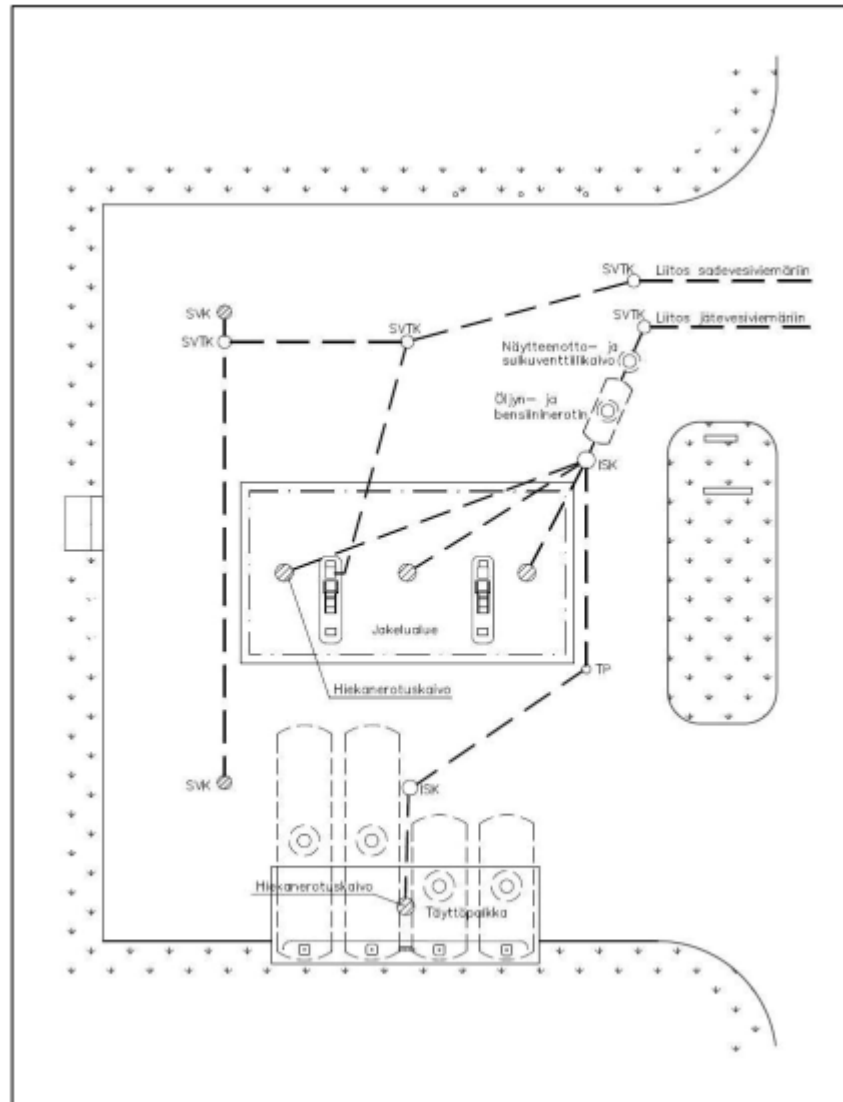 SVTK
Liitos sadevesiviemäriin
SVK
SVTK
SVTK
SVTK
Liitos jätevesiviemäriin
Näytteenotto- ja
sulkuventtiilikaivo
Öljyn- ja
bensiininerotin
ISK
Jakelualue
TP
Hiekanerotuskaivo
SVK
ISK
Hiekanerotuskaivo
Täyttöpaikka